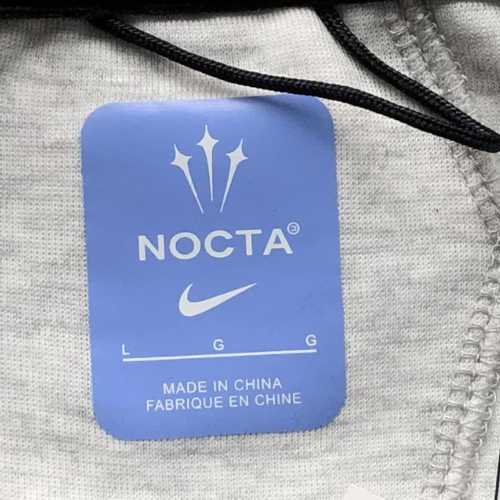 NOCTA
L G G
MADE IN CHINA
FABRIQUE EN CHINE